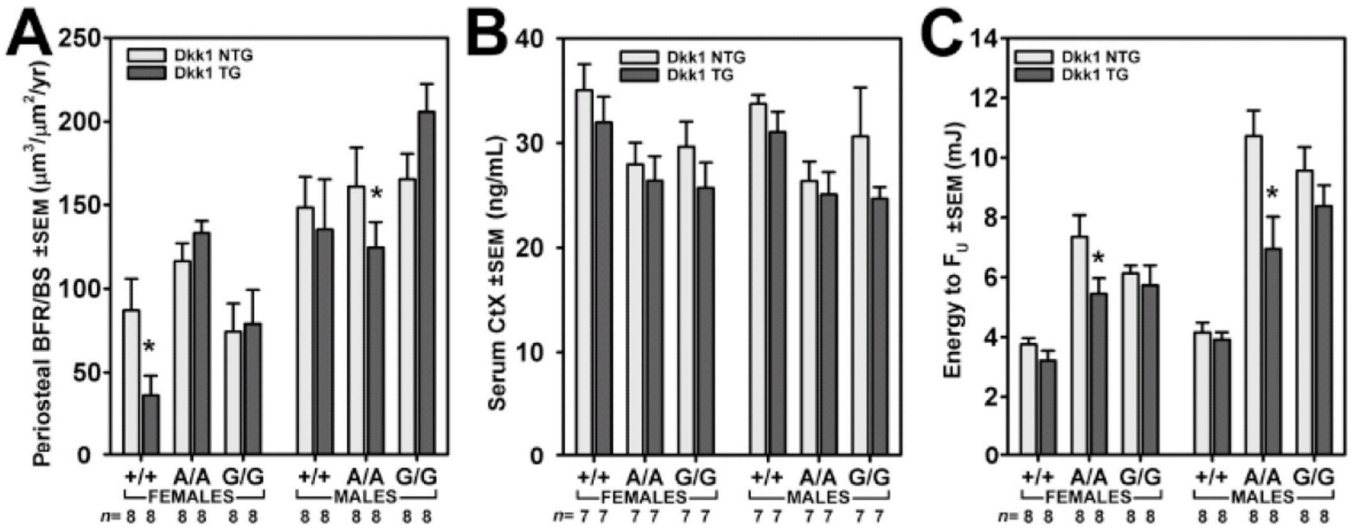 A
Periosteal BFR/BS ±SEM (μm³/μm²/yr)
250
200
150
100
50
0
Dkk1 NTG
Dkk1 TG
*
*
+/+ A/A G/G +/+ A/A G/G
FEMALES MALES
n= 8 8 8 8 8 8 8 8 8 8 8 8
B
Serum CtX ±SEM (ng/mL)
40
30
20
10
0
Dkk1 NTG
Dkk1 TG
+/+ A/A G/G +/+ A/A G/G
FEMALES MALES
n= 7 7 7 7 7 7 7 7 7 7 7 7
C
Energy to F_U ±SEM (mJ)
14
12
10
8
6
4
2
0
Dkk1 NTG
Dkk1 TG
*
*
+/+ A/A G/G +/+ A/A G/G
FEMALES MALES
n= 8 8 8 8 8 8 8 8 8 8 8 8